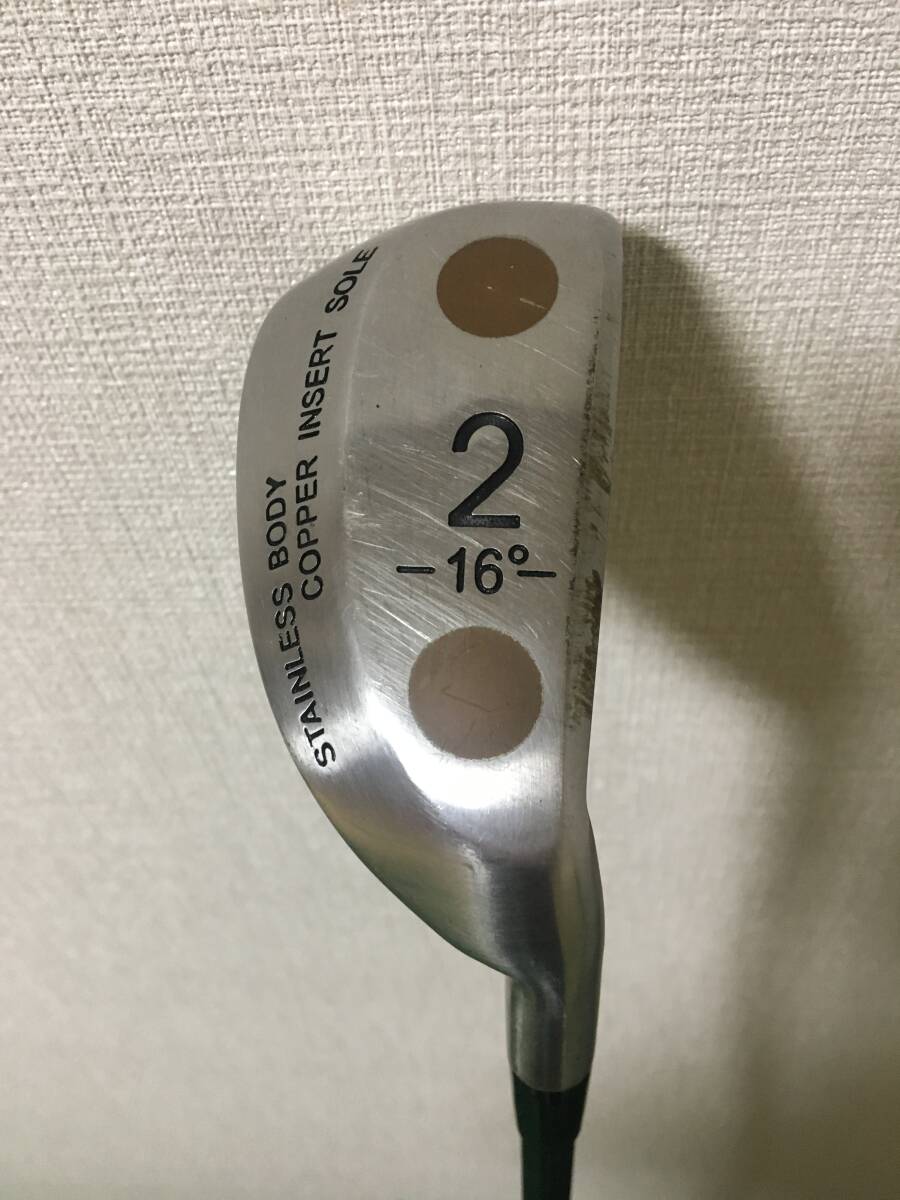 STAINLESS BODY
COPPER INSERT SOLE
2
-16°-